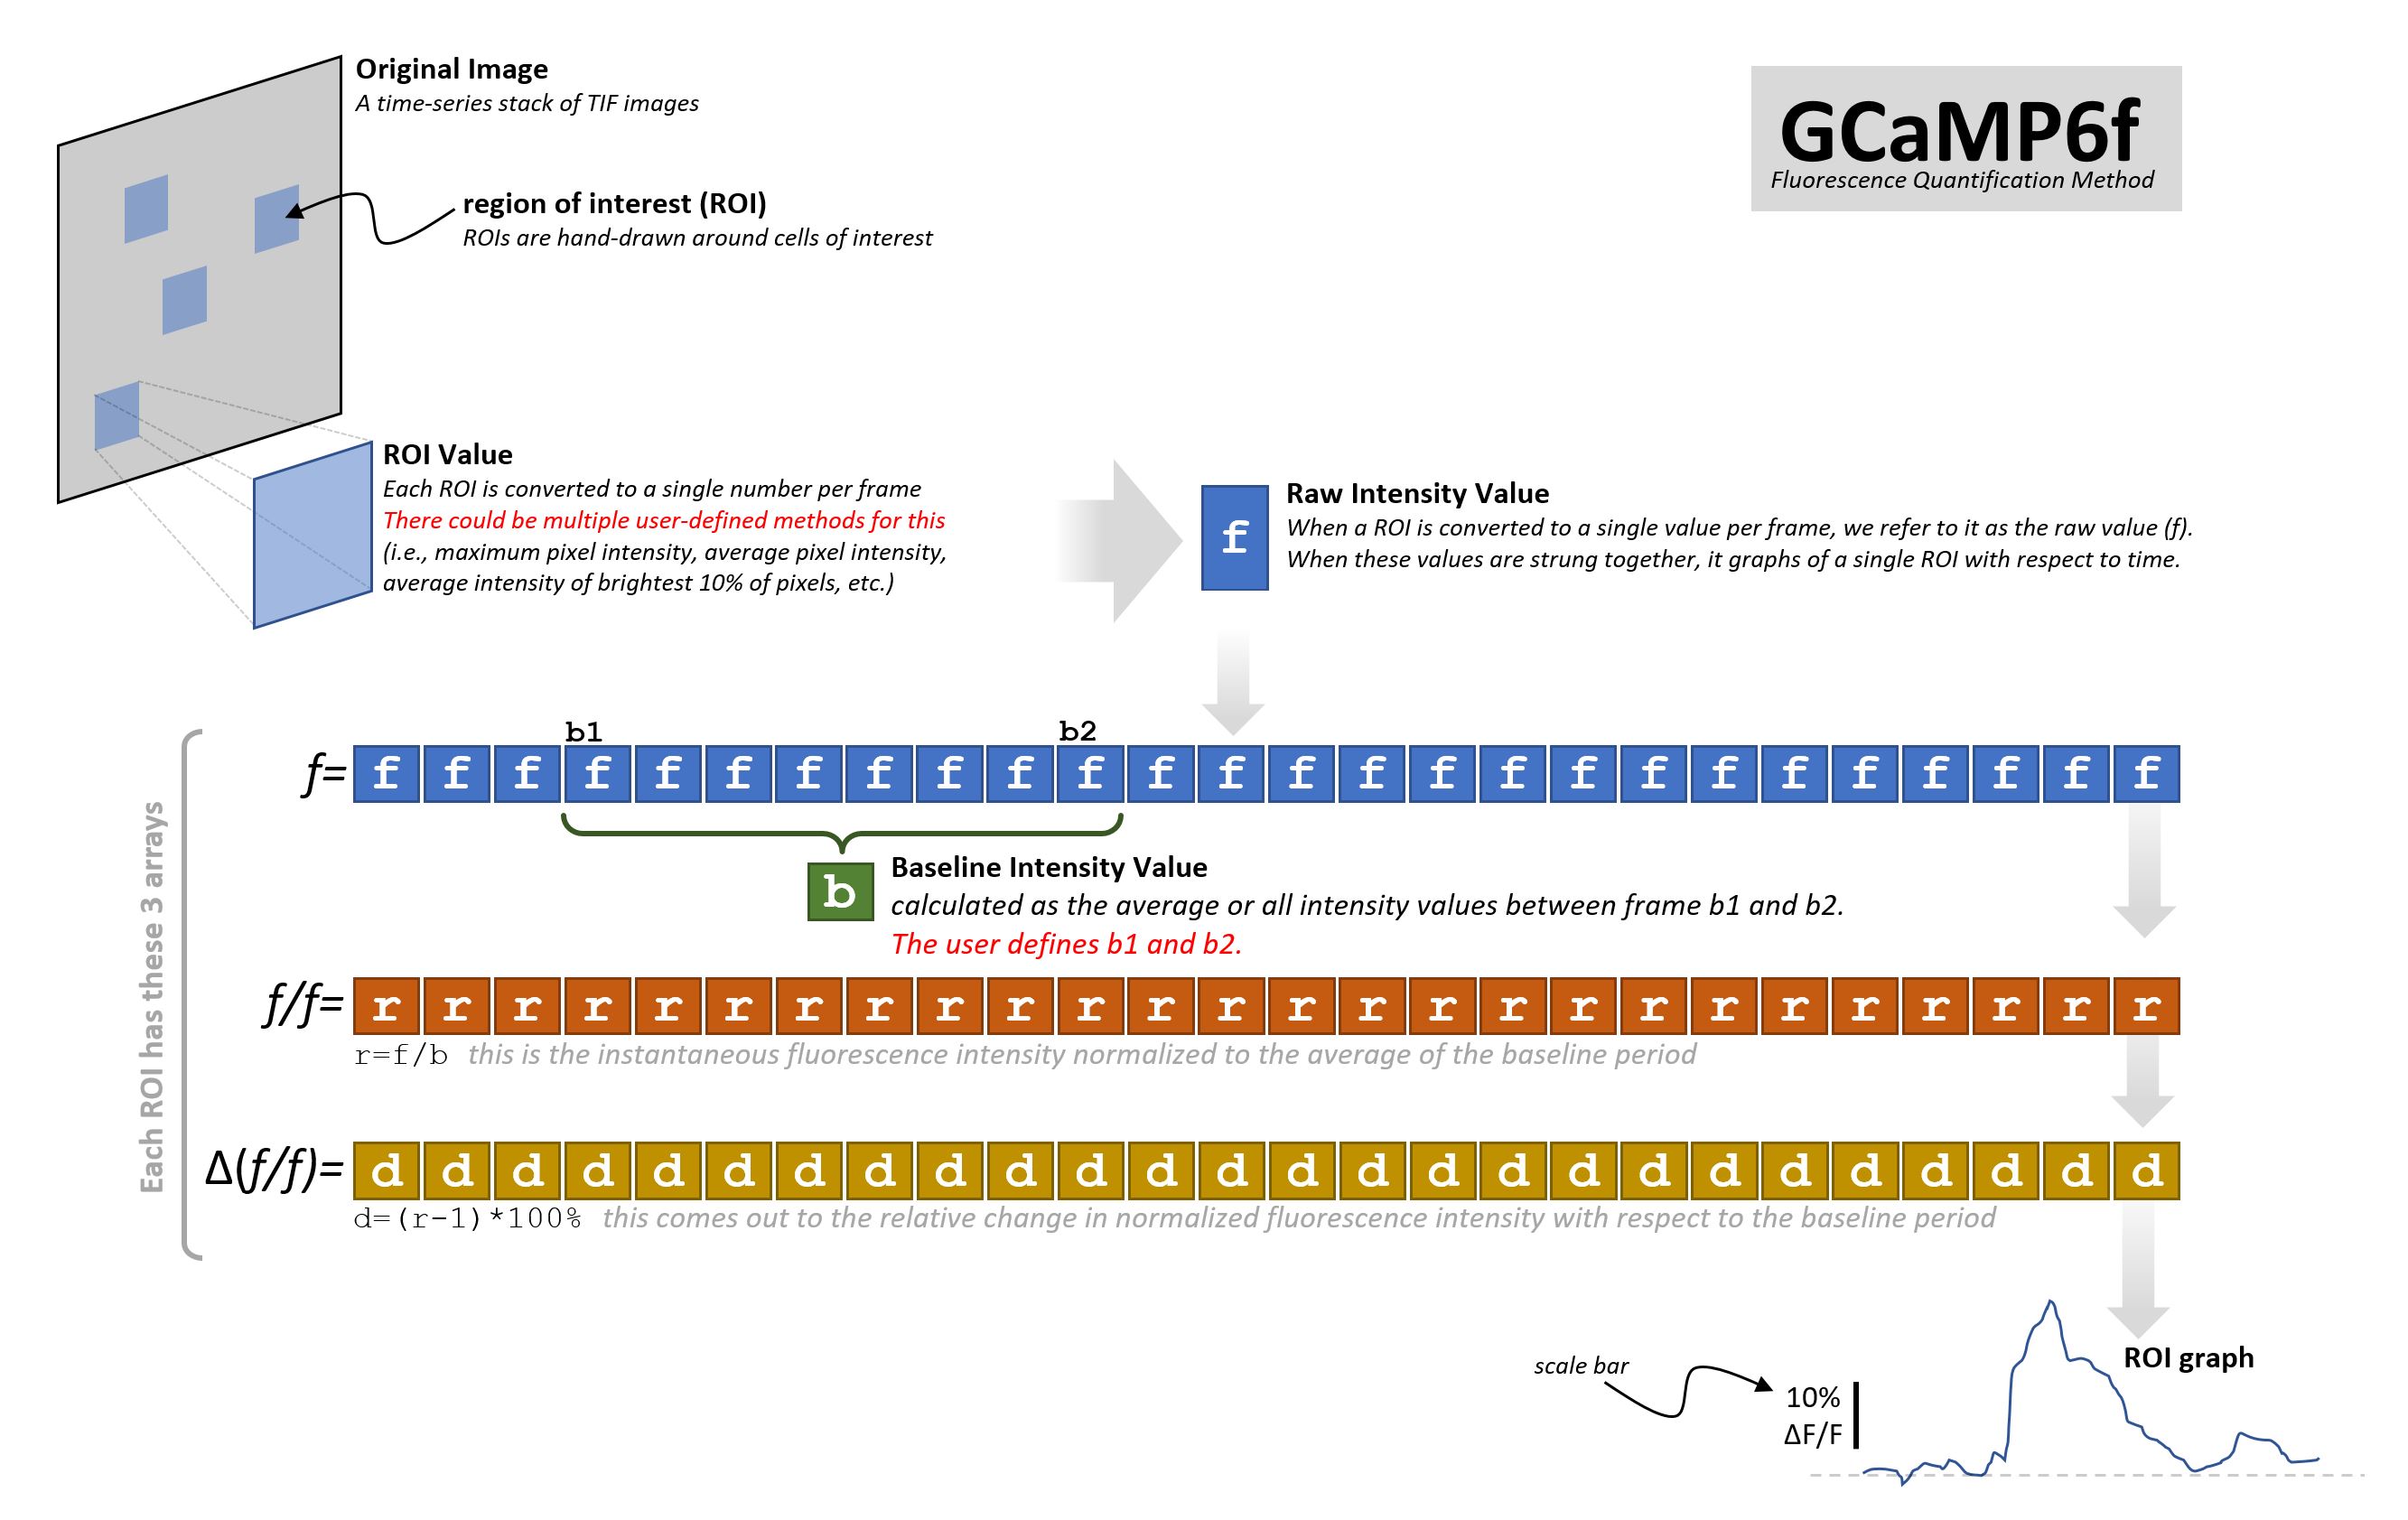 Original Image
A time-series stack of TIF images
GCaMP6f
Fluorescence Quantification Method
region of interest (ROI)
ROIs are hand-drawn around cells of interest
ROI Value
Each ROI is converted to a single number per frame
There could be multiple user-defined methods for this
(i.e., maximum pixel intensity, average pixel intensity,
average intensity of brightest 10% of pixels, etc.)
f
Raw Intensity Value
When a ROI is converted to a single value per frame, we refer to it as the raw value (f).
When these values are strung together, it graphs of a single ROI with respect to time.
Each ROI has these 3 arrays
b1 b2
f= f f f f f f f f f f f f f f f f f f f f f f f f f f
b
Baseline Intensity Value
calculated as the average or all intensity values between frame b1 and b2.
The user defines b1 and b2.
f/f= r r r r r r r r r r r r r r r r r r r r r r r r r r
r=f/b this is the instantaneous fluorescence intensity normalized to the average of the baseline period
Δ(f/f)= d d d d d d d d d d d d d d d d d d d d d d d d d d
d=(r-1)*100% this comes out to the relative change in normalized fluorescence intensity with respect to the baseline period
scale bar
10%
ΔF/F
ROI graph